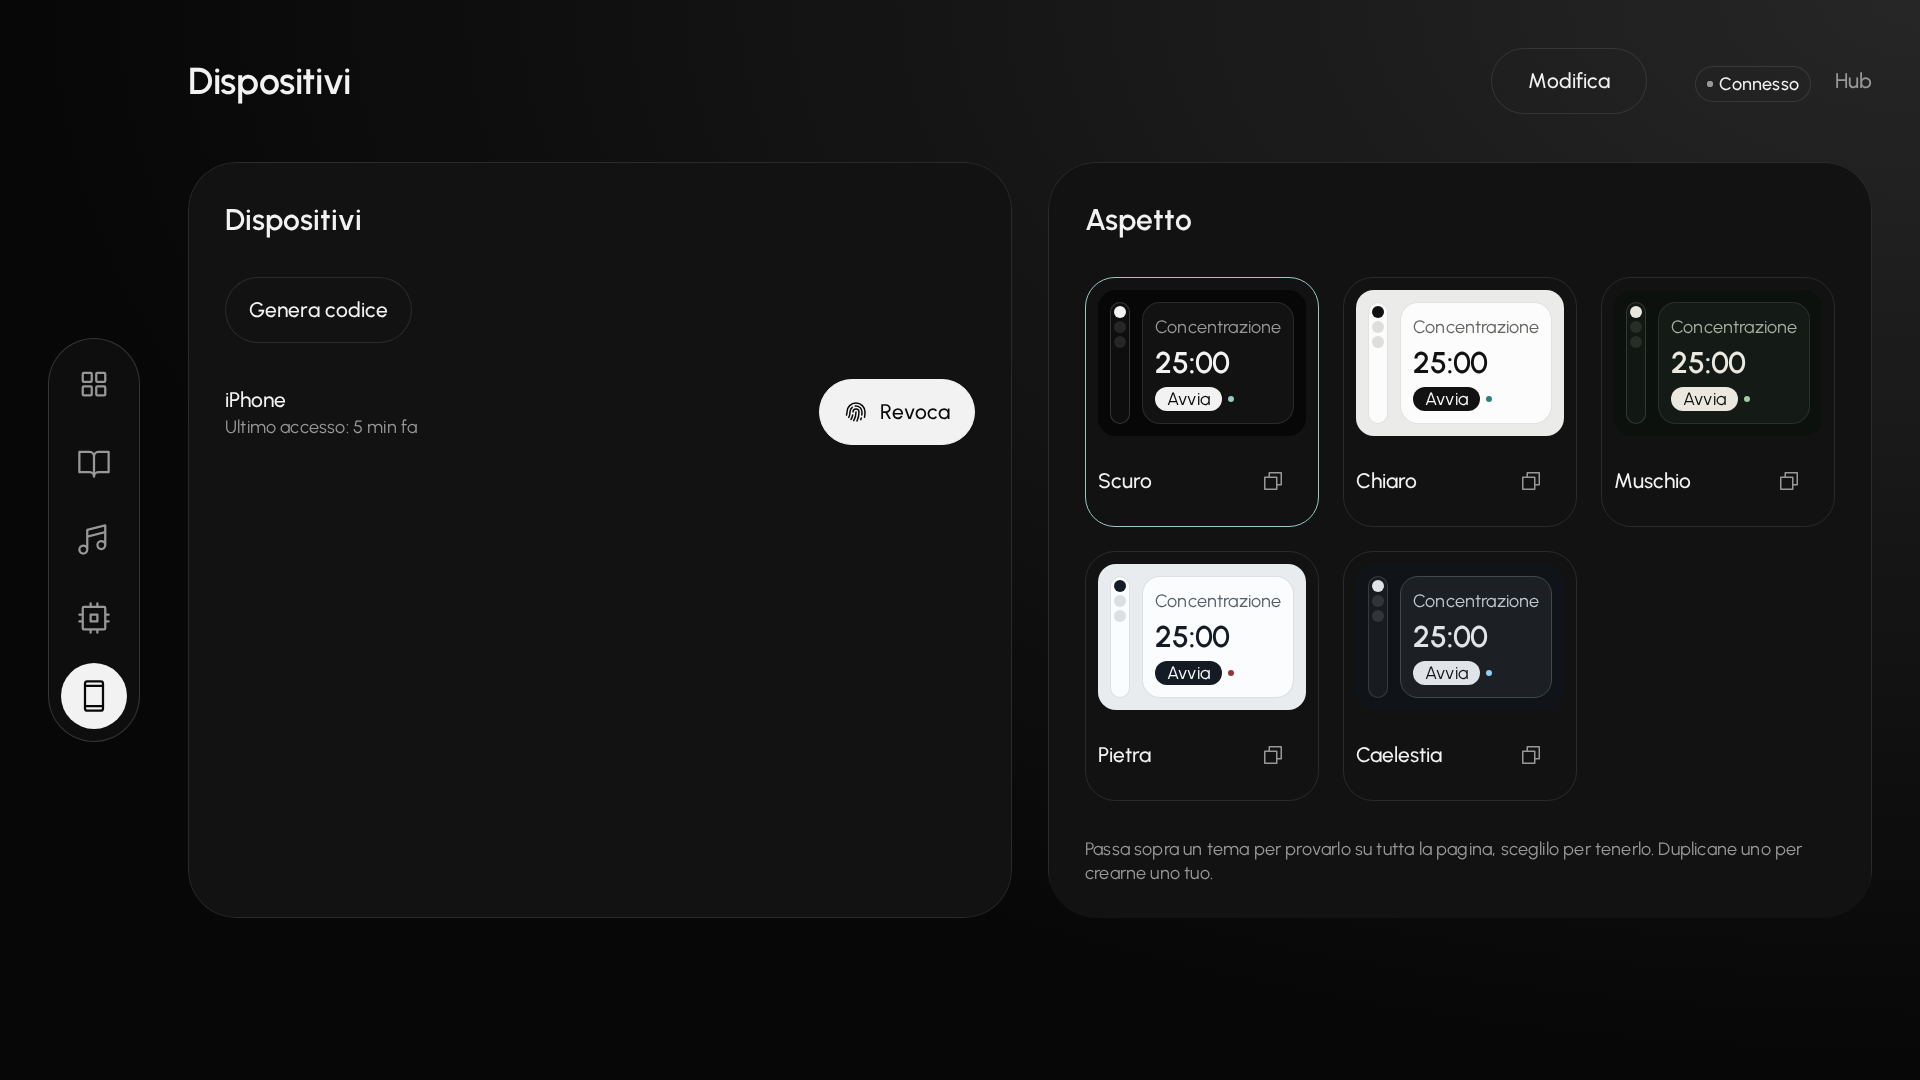 Dispositivi
Modifica
Connesso
Hub
Dispositivi
Genera codice
iPhone
Ultimo accesso: 5 min fa
Revoca
Aspetto
Concentrazione
25:00
Avvia
Scuro
Concentrazione
25:00
Avvia
Chiaro
Concentrazione
25:00
Avvia
Muschio
Concentrazione
25:00
Avvia
Pietra
Concentrazione
25:00
Avvia
Caelestia
Passa sopra un tema per provarlo su tutta la pagina, sceglilo per tenerlo. Duplicane uno per
crearne uno tuo.